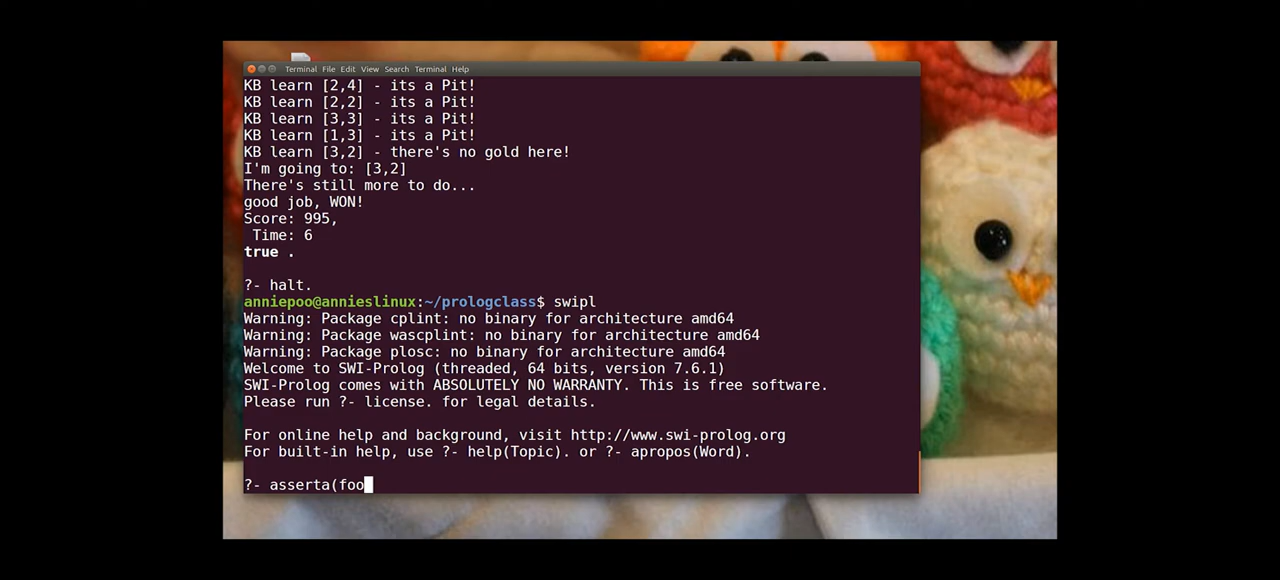 Terminal File Edit View Search Terminal Help
KB learn [2,4] - its a Pit!
KB learn [2,2] - its a Pit!
KB learn [3,3] - its a Pit!
KB learn [1,3] - its a Pit!
KB learn [3,2] - there's no gold here!
I'm going to: [3,2]
There's still more to do...
good job, WON!
Score: 995,
Time: 6
true .
?- halt.
anniepoo@annieslinux:~/prologclass$ swipl
Warning: Package cplint: no binary for architecture amd64
Warning: Package wascplint: no binary for architecture amd64
Warning: Package plosc: no binary for architecture amd64
Welcome to SWI-Prolog (threaded, 64 bits, version 7.6.1)
SWI-Prolog comes with ABSOLUTELY NO WARRANTY. This is free software.
Please run ?- license. for legal details.
For online help and background, visit http://www.swi-prolog.org
For built-in help, use ?- help(Topic). or ?- apropos(Word).
?- asserta(foo